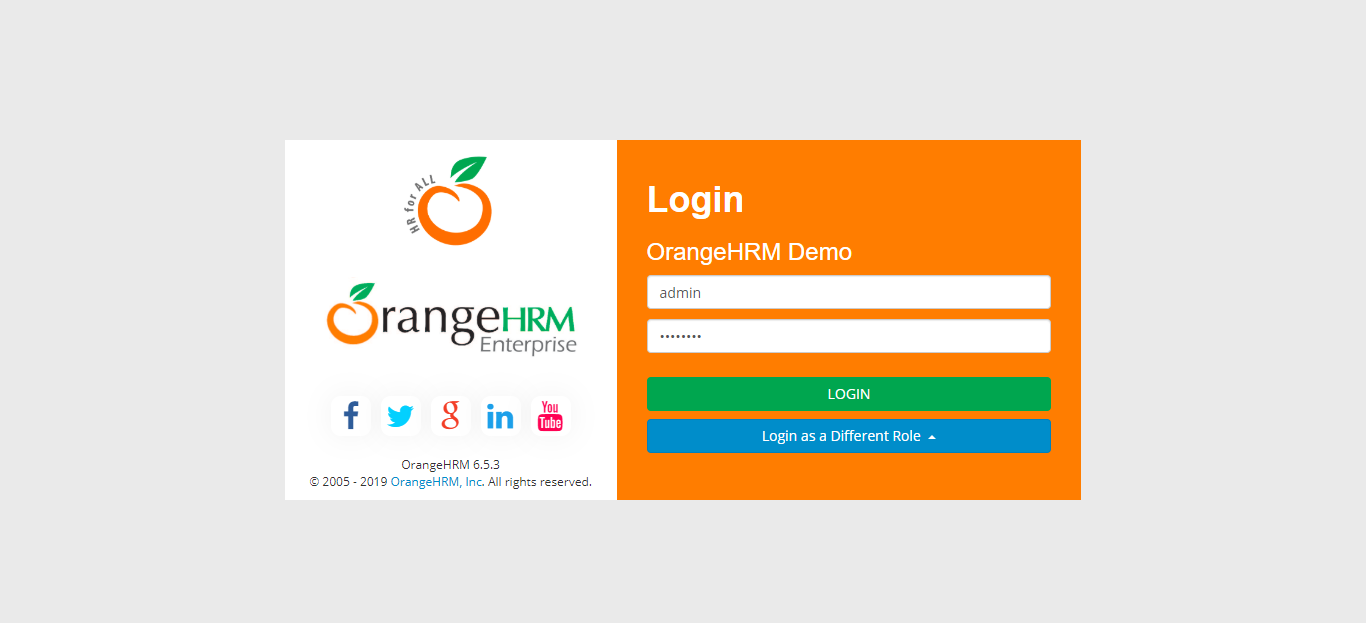 HR for ALL
OrangeHRM
Enterprise
f
g
in
You
Tube
OrangeHRM 6.5.3
© 2005 - 2019 OrangeHRM, Inc. All rights reserved.
Login
OrangeHRM Demo
admin
••••••••
LOGIN
Login as a Different Role